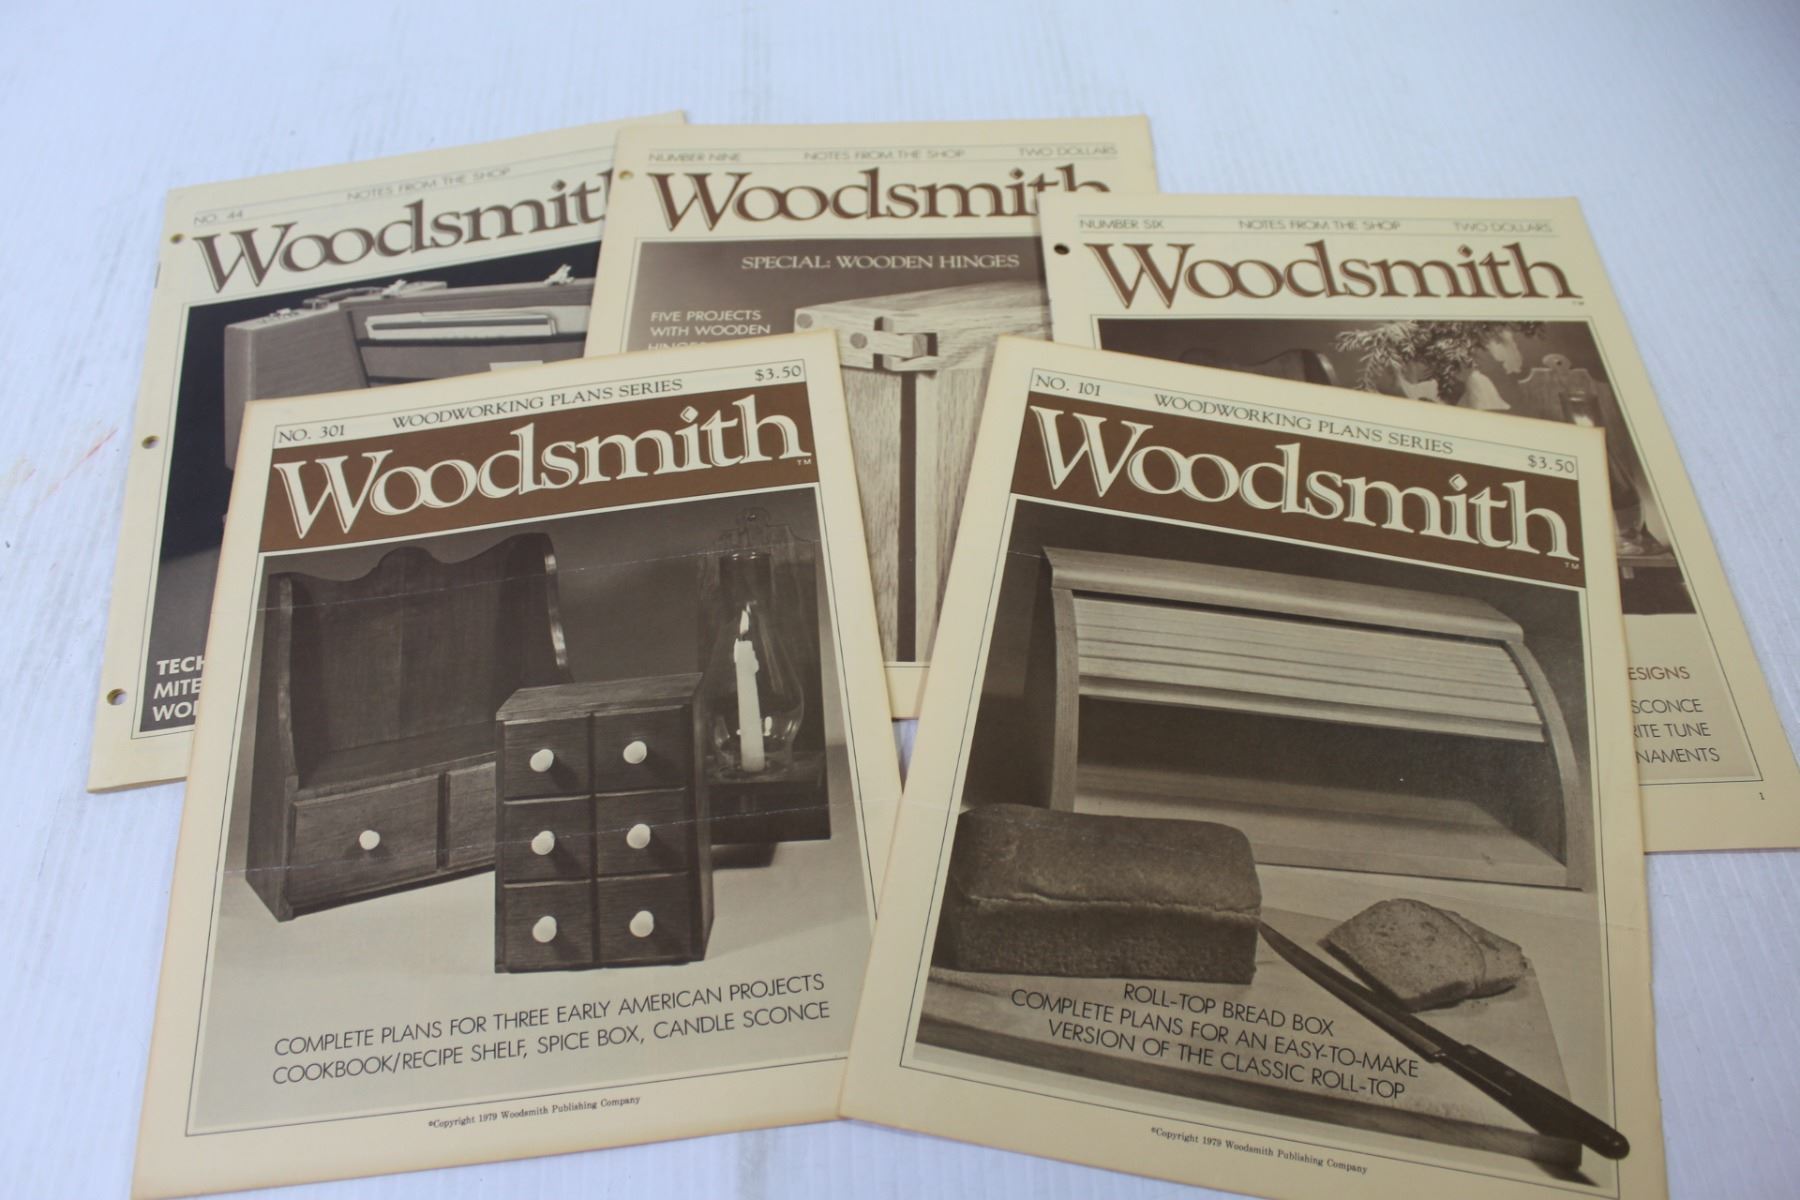 NO. 44 NOTES FROM THE SHOP
Woodsmith
TECH
MITE
WOR
NUMBER NINE NOTES FROM THE SHOP TWO DOLLARS
Woodsmith
SPECIAL: WOODEN HINGES
FIVE PROJECTS
WITH WOODEN
NUMBER SIX NOTES FROM THE SHOP TWO DOLLARS
Woodsmith
TM
ESIGNS
SCONCE
RITE TUNE
NAMENTS
1
NO. 301 WOODWORKING PLANS SERIES $3.50
Woodsmith
TM
COMPLETE PLANS FOR THREE EARLY AMERICAN PROJECTS
COOKBOOK/RECIPE SHELF, SPICE BOX, CANDLE SCONCE
©Copyright 1979 Woodsmith Publishing Company
NO. 101 WOODWORKING PLANS SERIES $3.50
Woodsmith
TM
ROLL-TOP BREAD BOX
COMPLETE PLANS FOR AN EASY-TO-MAKE
VERSION OF THE CLASSIC ROLL-TOP
©Copyright 1979 Woodsmith Publishing Company